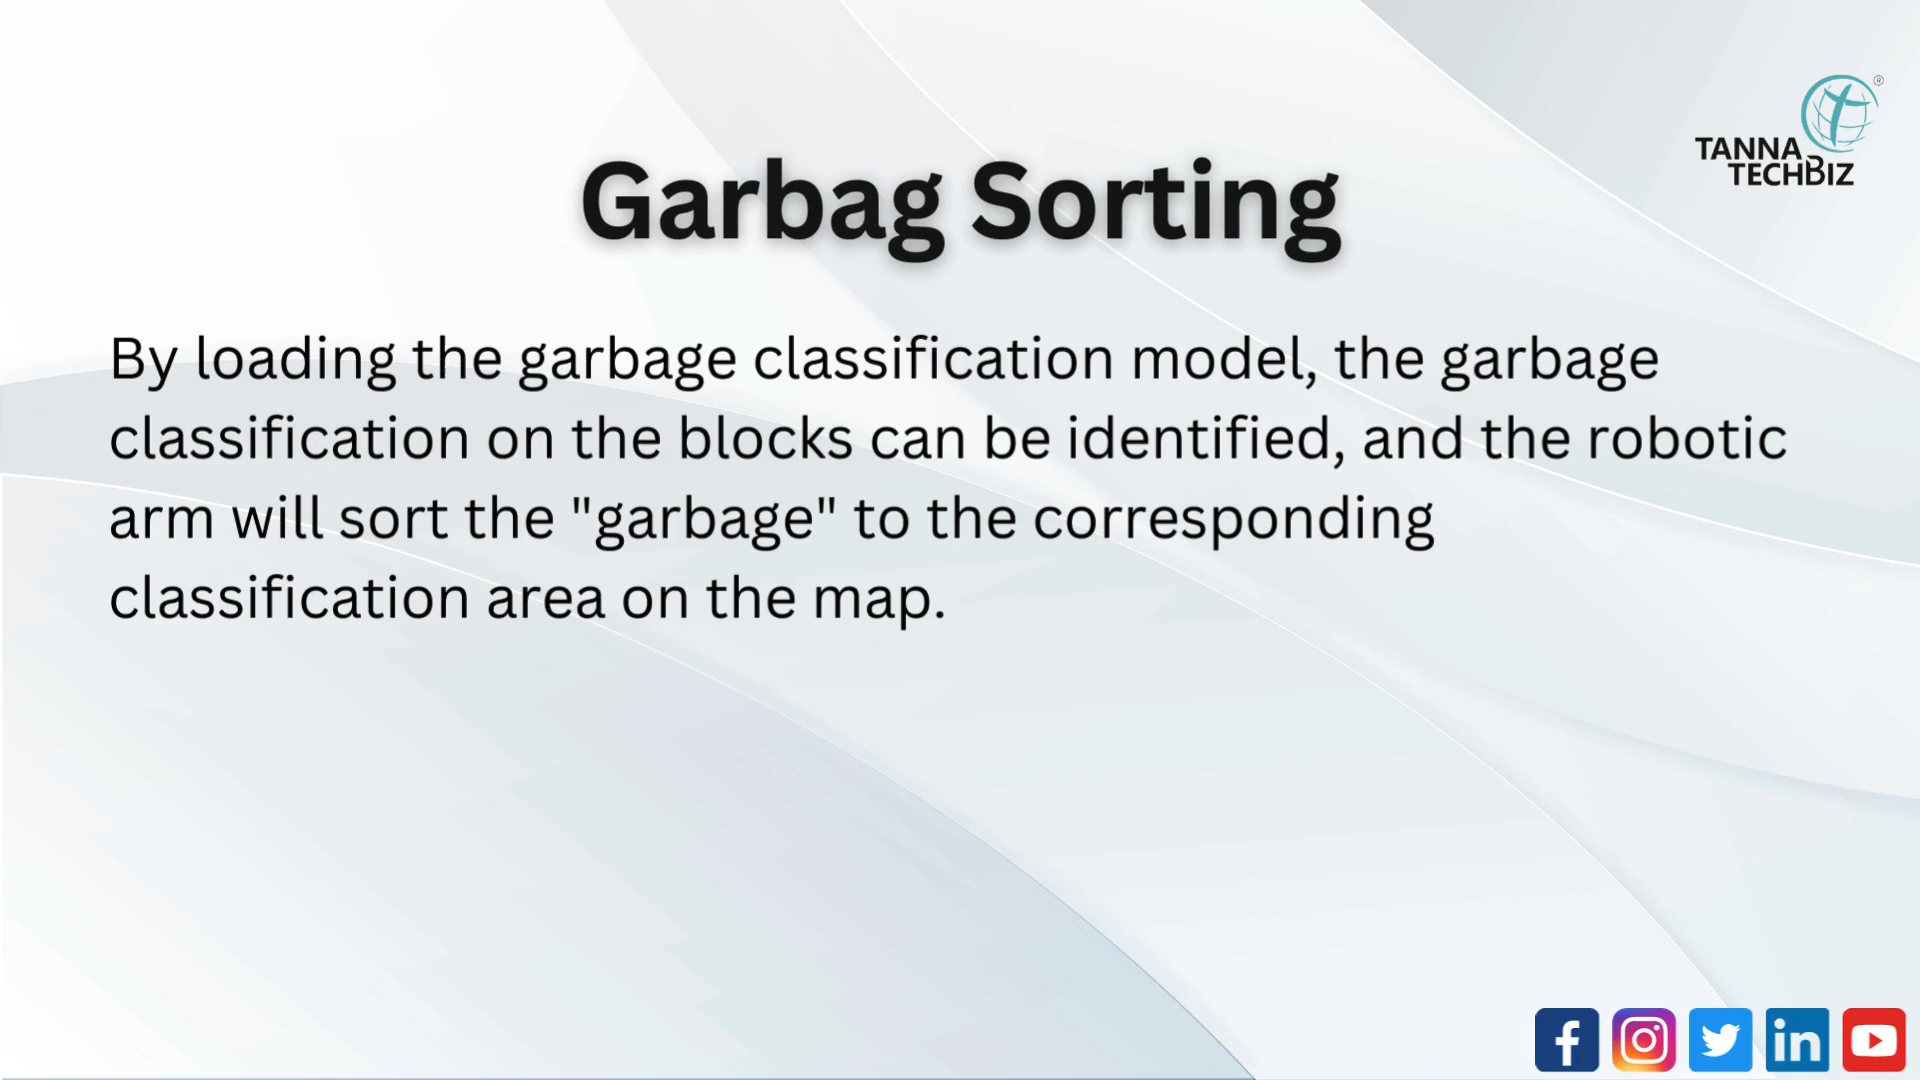 TANNA
TECHBIZ
Garbag Sorting
By loading the garbage classification model, the garbage
classification on the blocks can be identified, and the robotic
arm will sort the "garbage" to the corresponding
classification area on the map.